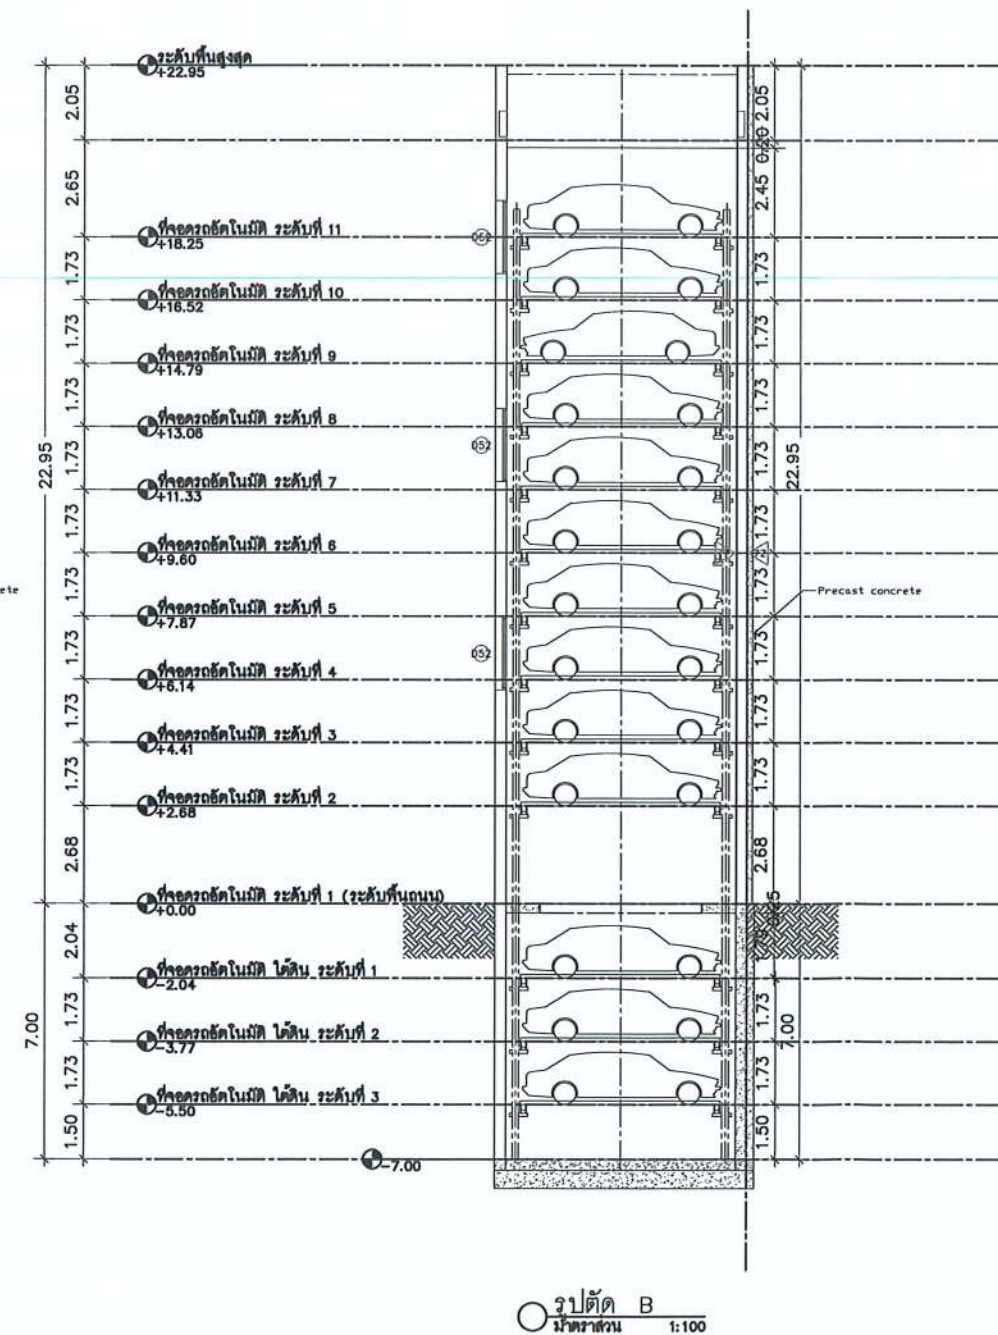 ระดับพื้นสูงสุด
+22.95
2.05
2.05
0.20
2.65
2.45
ที่จอดรถอัตโนมัติ ระดับที่ 11
+18.25
DS2
1.73
1.73
ที่จอดรถอัตโนมัติ ระดับที่ 10
+16.52
1.73
1.73
ที่จอดรถอัตโนมัติ ระดับที่ 9
+14.79
1.73
1.73
ที่จอดรถอัตโนมัติ ระดับที่ 8
+13.06
22.95
1.73
DS2
1.73
22.95
ที่จอดรถอัตโนมัติ ระดับที่ 7
+11.33
1.73
1.73
ที่จอดรถอัตโนมัติ ระดับที่ 6
+9.60
ete
1.73
1.73
Precast concrete
ที่จอดรถอัตโนมัติ ระดับที่ 5
+7.87
1.73
DS2
1.73
ที่จอดรถอัตโนมัติ ระดับที่ 4
+6.14
1.73
1.73
ที่จอดรถอัตโนมัติ ระดับที่ 3
+4.41
1.73
1.73
ที่จอดรถอัตโนมัติ ระดับที่ 2
+2.68
2.68
2.68
ที่จอดรถอัตโนมัติ ระดับที่ 1 (ระดับพื้นถนน)
+0.00
2.04
ที่จอดรถอัตโนมัติ ใต้ดิน ระดับที่ 1
-2.04
7.00
1.73
1.73
7.00
ที่จอดรถอัตโนมัติ ใต้ดิน ระดับที่ 2
-3.77
1.73
1.73
ที่จอดรถอัตโนมัติ ใต้ดิน ระดับที่ 3
-5.50
1.50
1.50
-7.00
รูปตัด B
มาตราส่วน 1:100